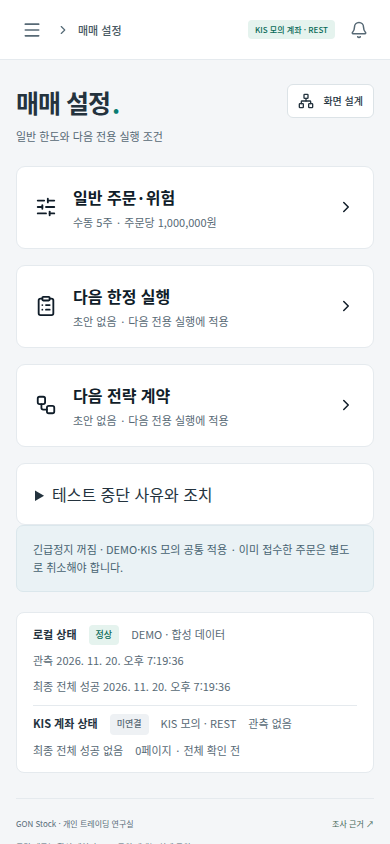 매매 설정
KIS 모의 계좌 · REST
매매 설정.
화면 설계
일반 한도와 다음 전용 실행 조건
일반 주문·위험
수동 5주 · 주문당 1,000,000원
다음 한정 실행
초안 없음 · 다음 전용 실행에 적용
다음 전략 계약
초안 없음 · 다음 전용 실행에 적용
▶ 테스트 중단 사유와 조치
긴급정지 꺼짐 · DEMO·KIS 모의 공통 적용 · 이미 접수한 주문은 별도
로 취소해야 합니다.
로컬 상태 정상 DEMO · 합성 데이터
관측 2026. 11. 20. 오후 7:19:36
최종 전체 성공 2026. 11. 20. 오후 7:19:36
KIS 계좌 상태 미연결 KIS 모의 · REST 관측 없음
최종 전체 성공 없음 0페이지 · 전체 확인 전
GON Stock · 개인 트레이딩 연구실
조사 근거 ↗